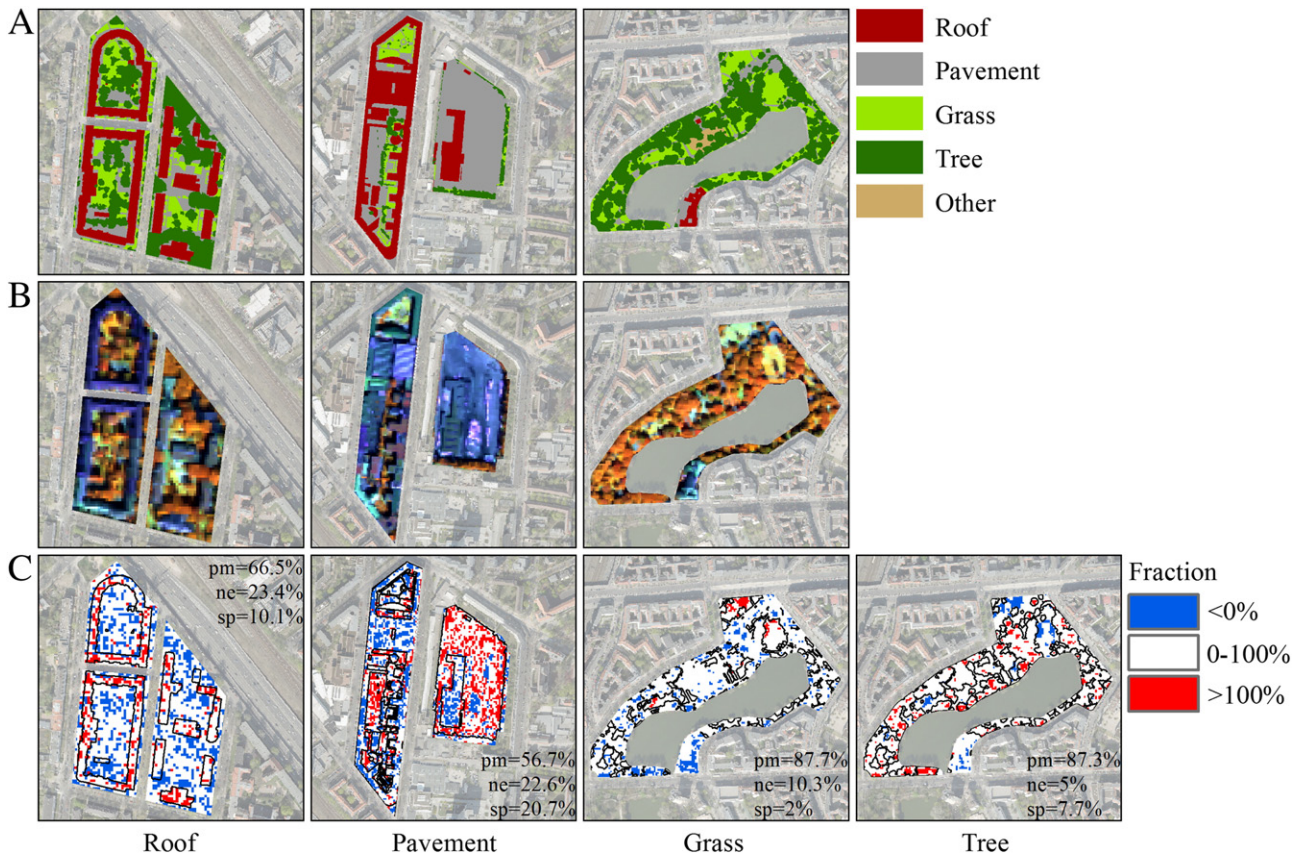 A
Roof
Pavement
Grass
Tree
Other
B
C
pm=66.5%
ne=23.4%
sp=10.1%
pm=56.7%
ne=22.6%
sp=20.7%
pm=87.7%
ne=10.3%
sp=2%
pm=87.3%
ne=5%
sp=7.7%
Fraction
<0%
0-100%
>100%
Roof
Pavement
Grass
Tree